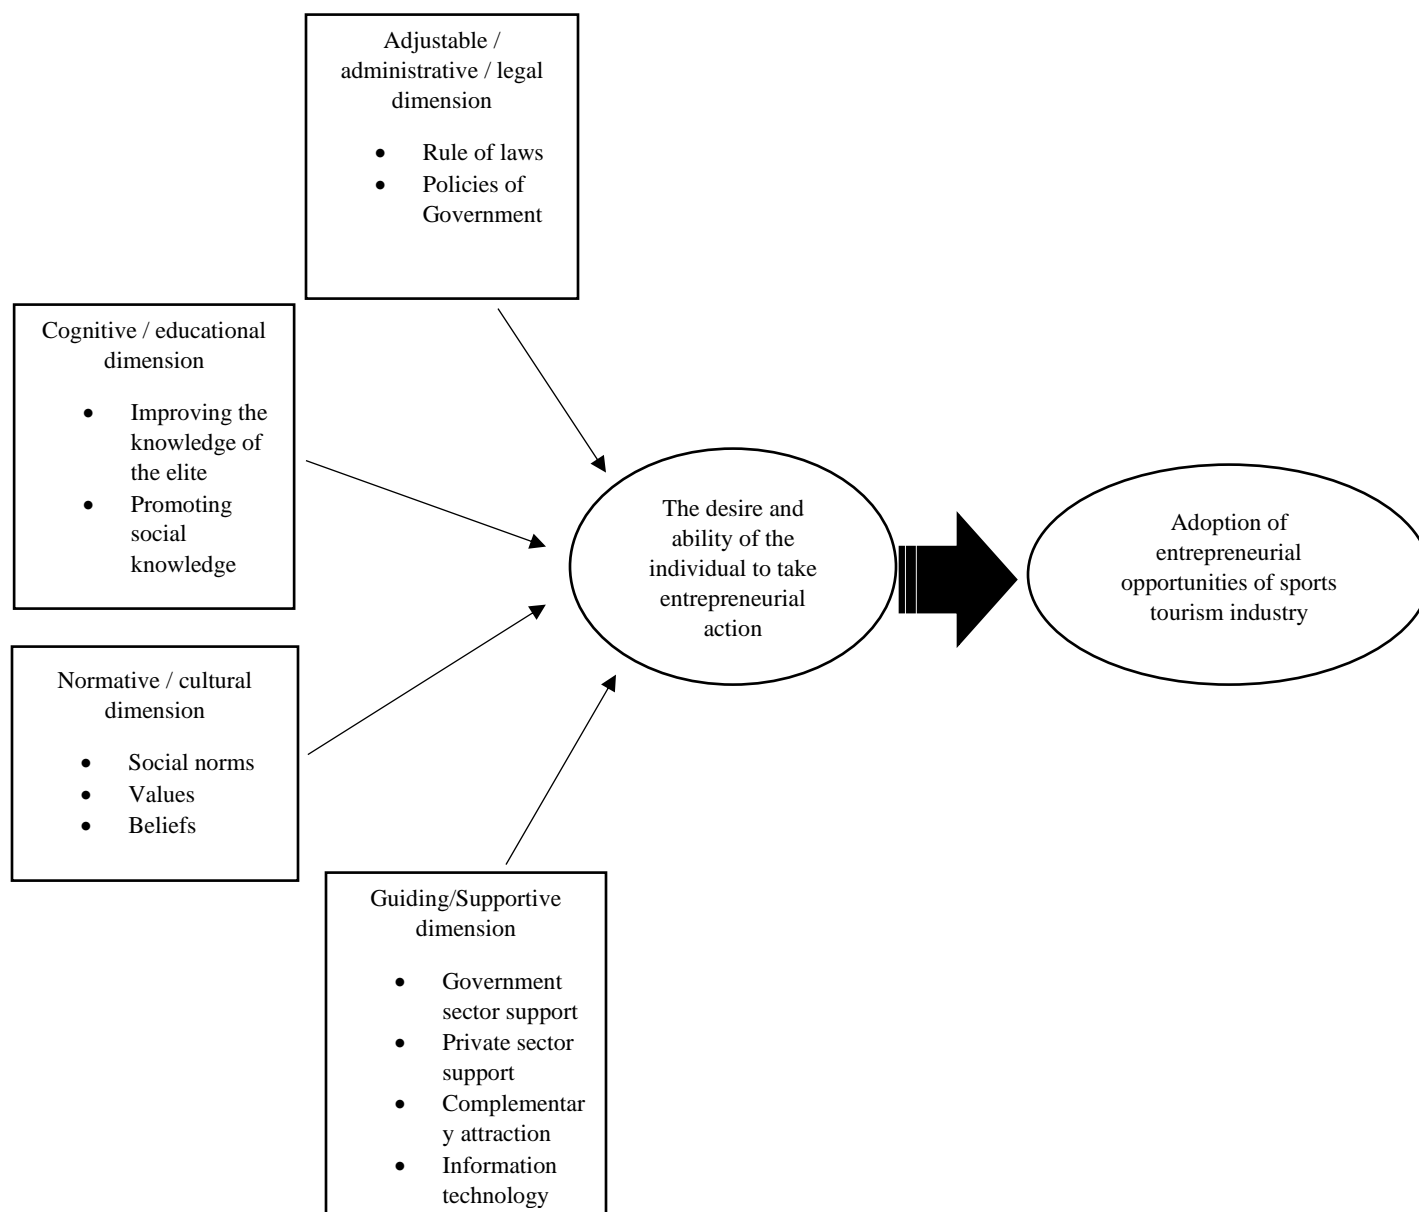 Adjustable /
administrative / legal
dimension
• Rule of laws
• Policies of
Government
Cognitive / educational
dimension
• Improving the
knowledge of
the elite
• Promoting
social
knowledge
Normative / cultural
dimension
• Social norms
• Values
• Beliefs
Guiding/Supportive
dimension
• Government
sector support
• Private sector
support
• Complementar
y attraction
• Information
technology
The desire and
ability of the
individual to take
entrepreneurial
action
Adoption of
entrepreneurial
opportunities of sports
tourism industry